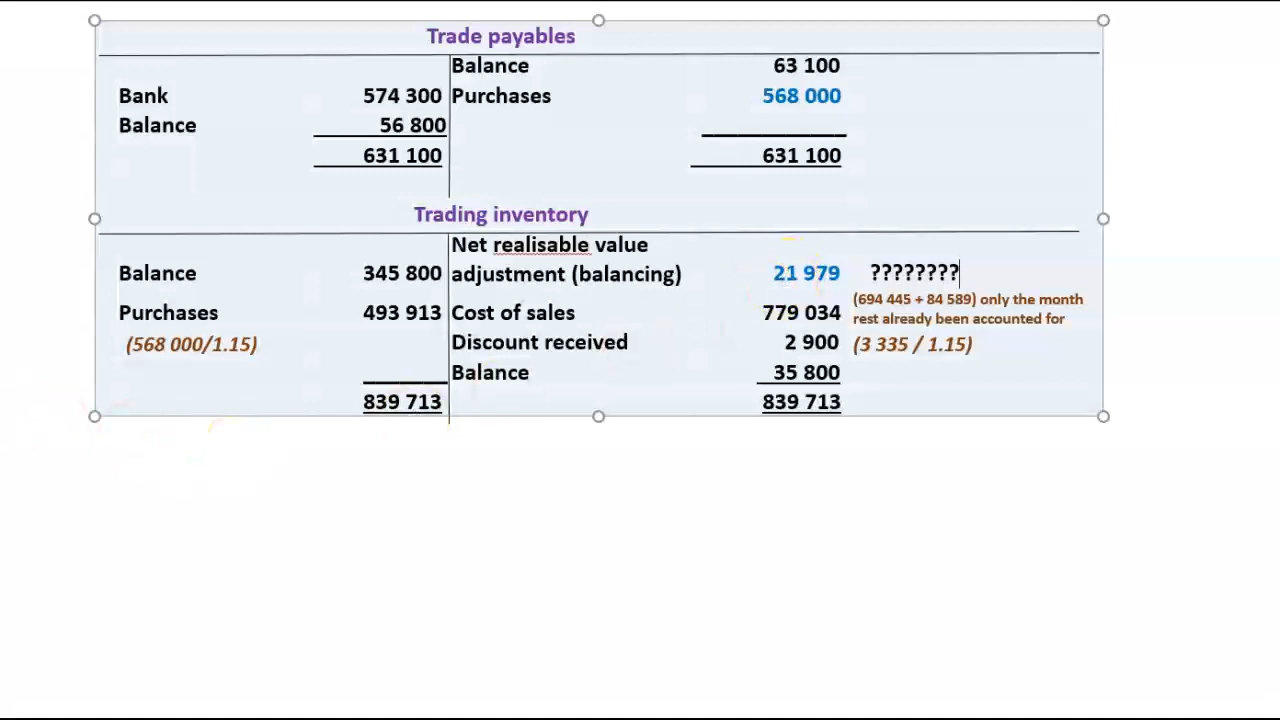 Trade payables
Balance 63 100
Bank 574 300 Purchases 568 000
Balance 56 800
631 100 631 100
Trading inventory
Net realisable value
Balance 345 800 adjustment (balancing) 21 979 ????????
(694 445 + 84 589) only the month
Purchases 493 913 Cost of sales 779 034
rest already been accounted for
(568 000/1.15) Discount received 2 900 (3 335 / 1.15)
Balance 35 800
839 713 839 713